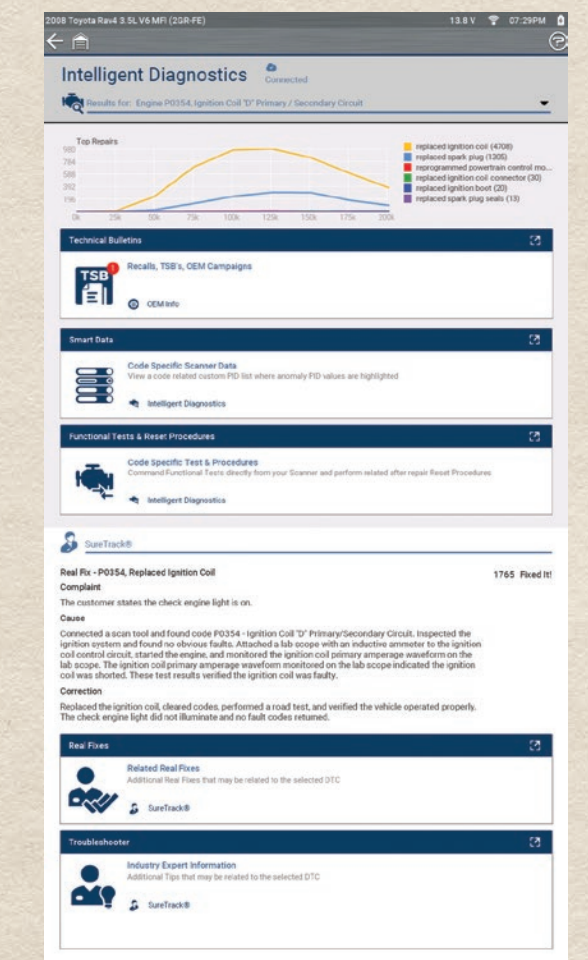 2008 Toyota Rav4 3.5L V6 MFI (2GR-FE) 13.8 V 07:29PM
Intelligent Diagnostics Connected
Results for: Engine P0354, Ignition Coil "D" Primary / Secondary Circuit
Top Repairs
980
784
588
392
196
0k 25k 50k 75k 100k 125k 150k 175k 200k
replaced ignition coil (4708)
replaced spark plug (1305)
reprogrammed powertrain control mo...
replaced ignition coil connector (30)
replaced ignition boot (20)
replaced spark plug seals (13)
Technical Bulletins
TSB
Recalls, TSB's, OEM Campaigns
OEM Info
Smart Data
Code Specific Scanner Data
View a code related custom PID list where anomaly PID values are highlighted
Intelligent Diagnostics
Functional Tests & Reset Procedures
Code Specific Test & Procedures
Command Functional Tests directly from your Scanner and perform related after repair Reset Procedures
Intelligent Diagnostics
SureTrack®
Real Fix - P0354, Replaced Ignition Coil 1765 Fixed It!
Complaint
The customer states the check engine light is on.
Cause
Connected a scan tool and found code P0354 - Ignition Coil "D" Primary/Secondary Circuit. Inspected the
ignition system and found no obvious faults. Attached a lab scope with an inductive ammeter to the ignition
coil control circuit, started the engine, and monitored the ignition coil primary amperage waveform on the
lab scope. The ignition coil primary amperage waveform monitored on the lab scope indicated the ignition
coil was shorted. These test results verified the ignition coil was faulty.
Correction
Replaced the ignition coil, cleared codes, performed a road test, and verified the vehicle operated properly.
The check engine light did not illuminate and no fault codes returned.
Real Fixes
Related Real Fixes
Additional Real Fixes that may be related to the selected DTC
SureTrack®
Troubleshooter
Industry Expert Information
Additional Tips that may be related to the selected DTC
SureTrack®